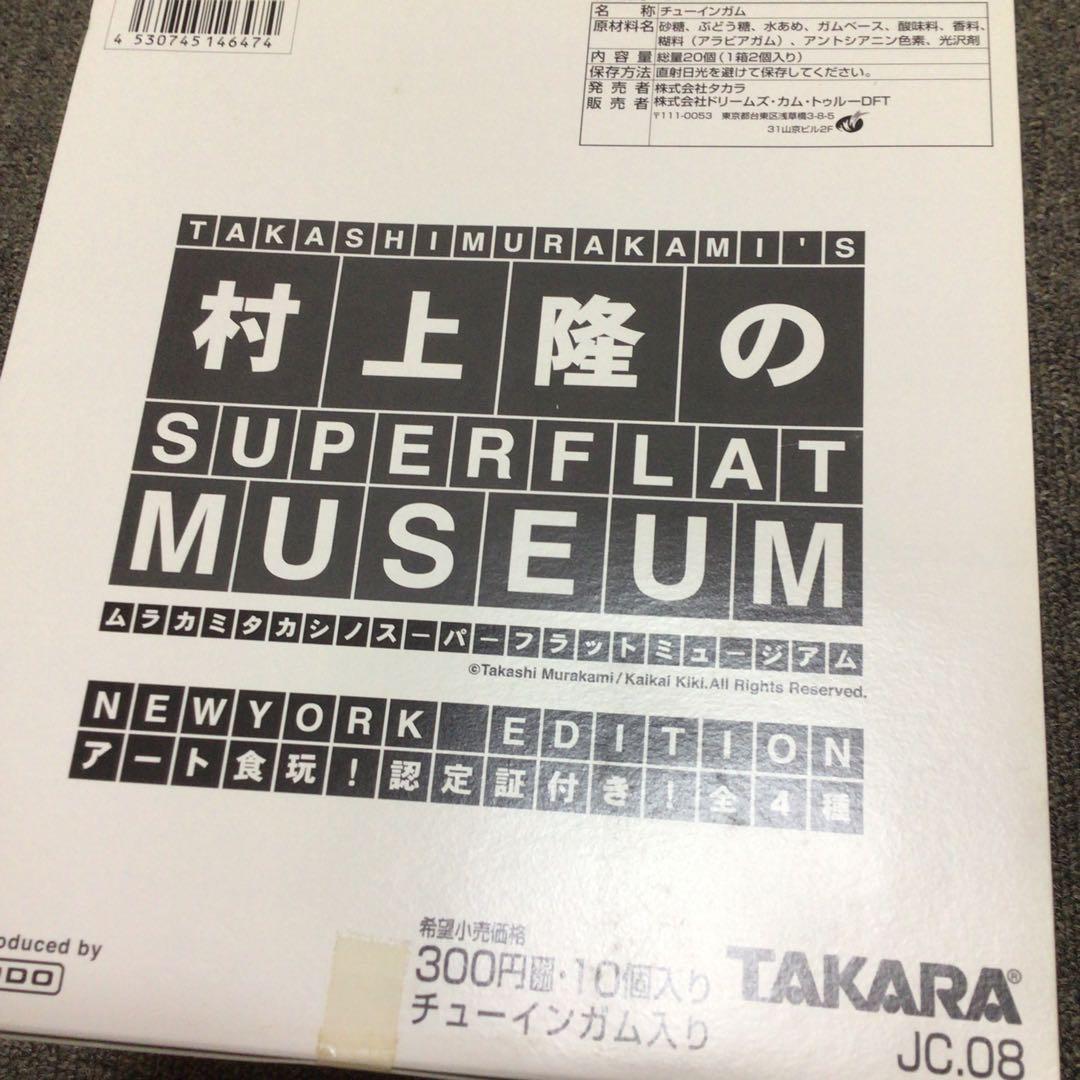 4 530745 146474
名 称 チューインガム
原材料名 砂糖、ぶどう糖、水あめ、ガムベース、酸味料、香料、
糊料（アラビアガム）、アントシアニン色素、光沢剤
内 容 量 総量20個（1箱2個入り）
保存方法 直射日光を避けて保存してください。
発 売 者 株式会社タカラ
販 売 者 株式会社ドリームズ・カム・トゥルーDFT
〒111-0053 東京都台東区浅草橋3-8-5
31山京ビル2F
TAKASHIMURAKAMI'S
村上隆の
SUPERFLAT
MUSEUM
ムラカミタカシノスーパーフラットミュージアム
©Takashi Murakami/Kaikai Kiki.All Rights Reserved.
NEWYORK EDITION
アート食玩！認定証付き！全4種
oduced by
希望小売価格
300円・10個入り
チューインガム入り
TAKARA®
JC.08